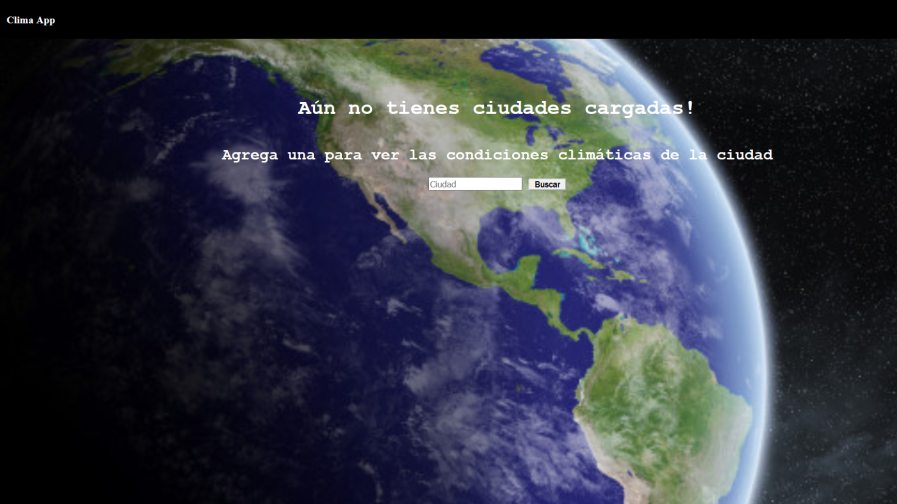 Clima App
Aún no tienes ciudades cargadas!
Agrega una para ver las condiciones climáticas de la ciudad
Ciudad Buscar